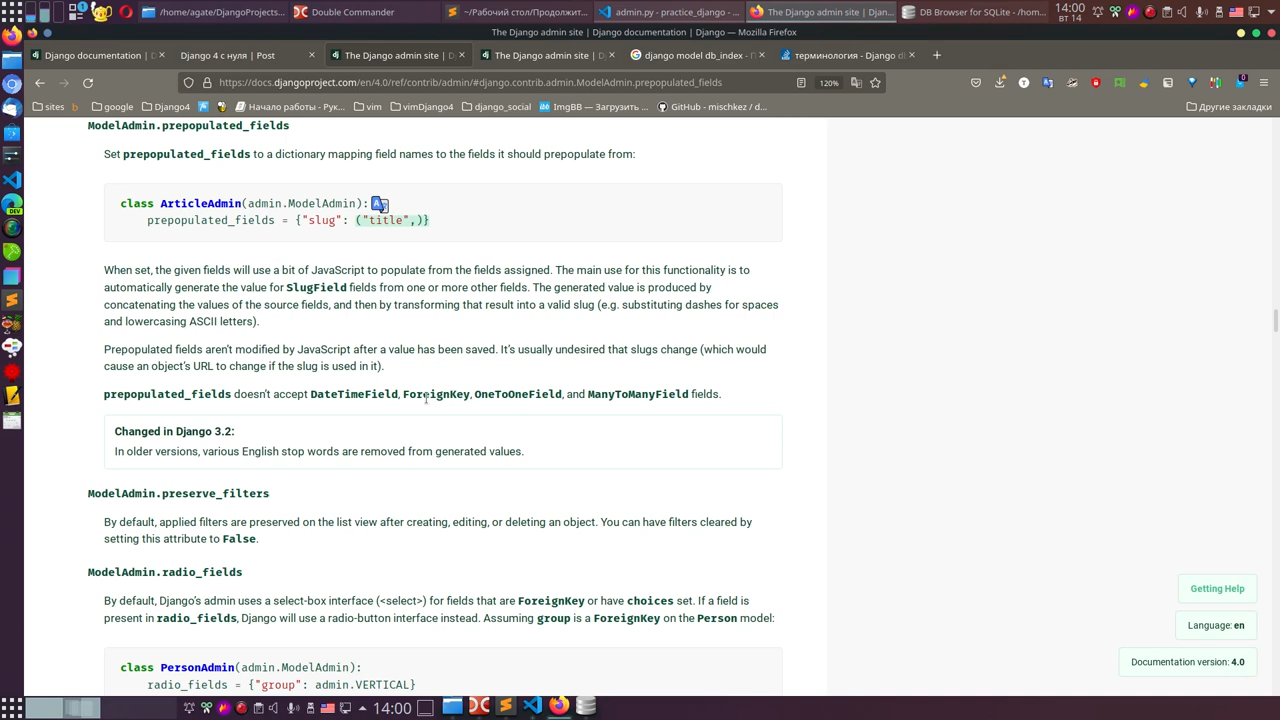 /home/agate/DjangoProjects...
Double Commander
~/Рабочий стол/Продолжит...
admin.py - practice_django - ...
The Django admin site | Djan...
DB Browser for SQLite - /hom...
14:00
ВТ 14
The Django admin site | Django documentation | Django — Mozilla Firefox
Django documentation | D
Django 4 с нуля | Post
The Django admin site | D
The Django admin site | D
django model db_index - П
терминология - Django db
https://docs.djangoproject.com/en/4.0/ref/contrib/admin/#django.contrib.admin.ModelAdmin.prepopulated_fields
120%
sites
google
Django4
Начало работы - Рук...
vim
vimDjango4
django_social
ImgBB — Загрузить ...
GitHub - mischkez / d...
Другие закладки
ModelAdmin.prepopulated_fields
Set prepopulated_fields to a dictionary mapping field names to the fields it should prepopulate from:
class ArticleAdmin(admin.ModelAdmin):
prepopulated_fields = {"slug": ("title",)}
When set, the given fields will use a bit of JavaScript to populate from the fields assigned. The main use for this functionality is to
automatically generate the value for SlugField fields from one or more other fields. The generated value is produced by
concatenating the values of the source fields, and then by transforming that result into a valid slug (e.g. substituting dashes for spaces
and lowercasing ASCII letters).
Prepopulated fields aren’t modified by JavaScript after a value has been saved. It’s usually undesired that slugs change (which would
cause an object’s URL to change if the slug is used in it).
prepopulated_fields doesn’t accept DateTimeField, ForeignKey, OneToOneField, and ManyToManyField fields.
Changed in Django 3.2:
In older versions, various English stop words are removed from generated values.
ModelAdmin.preserve_filters
By default, applied filters are preserved on the list view after creating, editing, or deleting an object. You can have filters cleared by
setting this attribute to False.
ModelAdmin.radio_fields
By default, Django’s admin uses a select-box interface (<select>) for fields that are ForeignKey or have choices set. If a field is
present in radio_fields, Django will use a radio-button interface instead. Assuming group is a ForeignKey on the Person model:
class PersonAdmin(admin.ModelAdmin):
radio_fields = {"group": admin.VERTICAL}
Getting Help
Language: en
Documentation version: 4.0
14:00